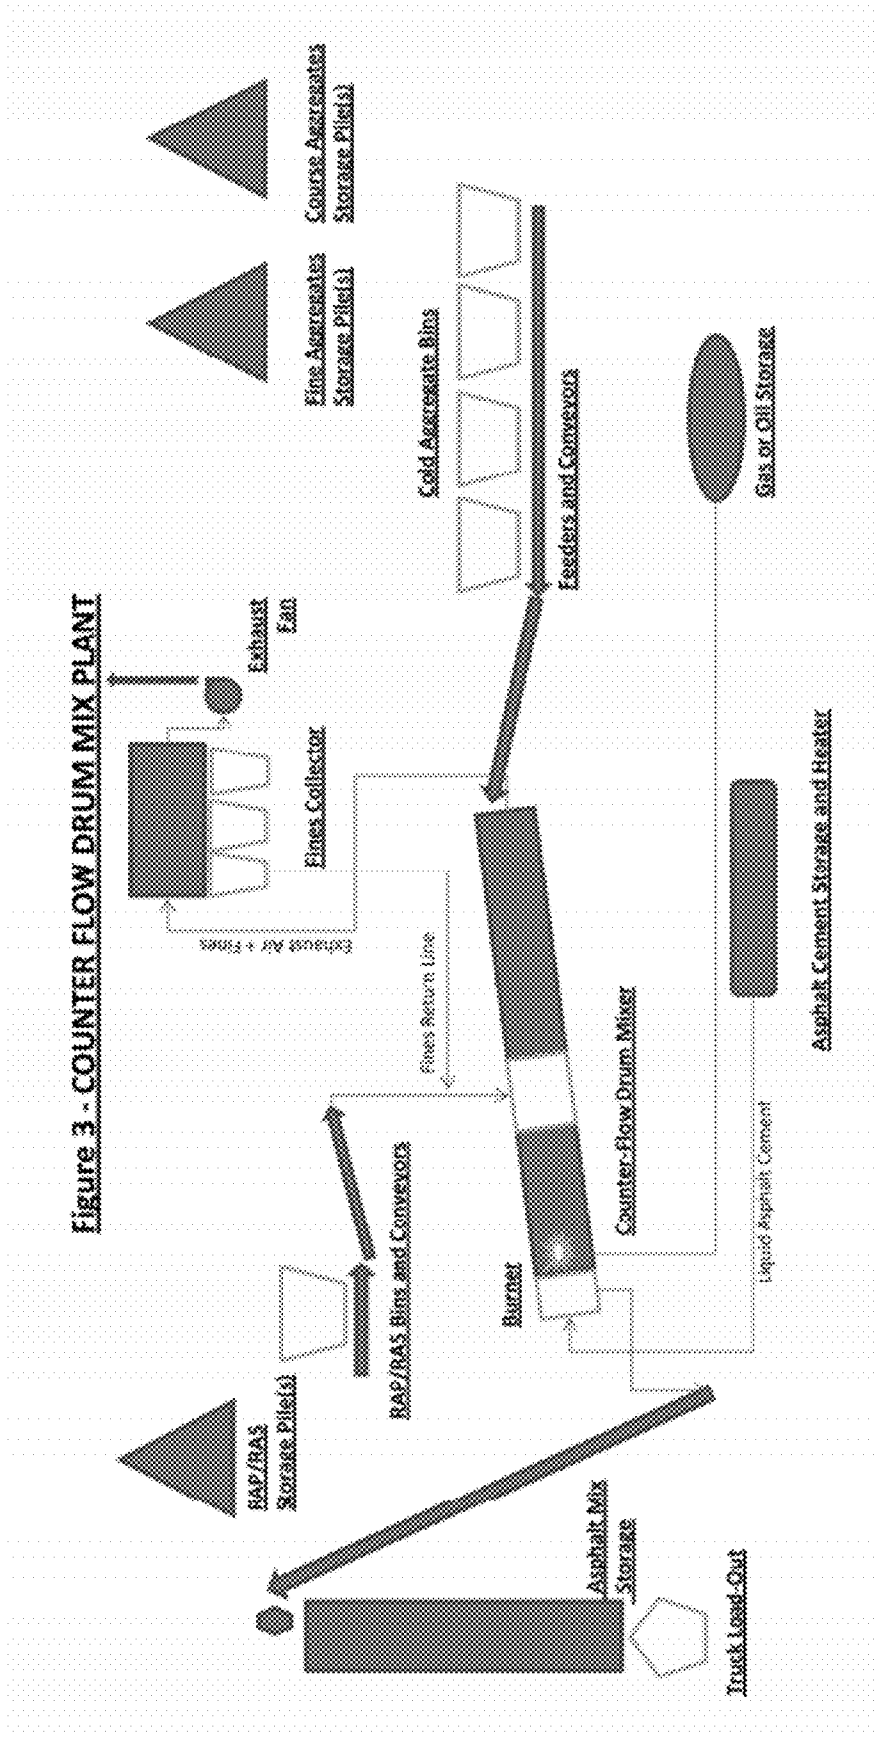 Figure 3 - COUNTER FLOW DRUM MIX PLANT
RAP/RAS
Storage Pile(s)
RAP/RAS Bins and Conveyors
Exhaust Air + Fines
Fines Return Line
Fines Collector
Exhaust
Fan
Fine Aggregates
Storage Pile(s)
Course Aggregates
Storage Pile(s)
Cold Aggregate Bins
Feeders and Conveyors
Burner
Counter-Flow Drum Mixer
Asphalt Mix
Storage
Truck Load-Out
Liquid Asphalt Cement
Asphalt Cement Storage and Heater
Gas or Oil Storage